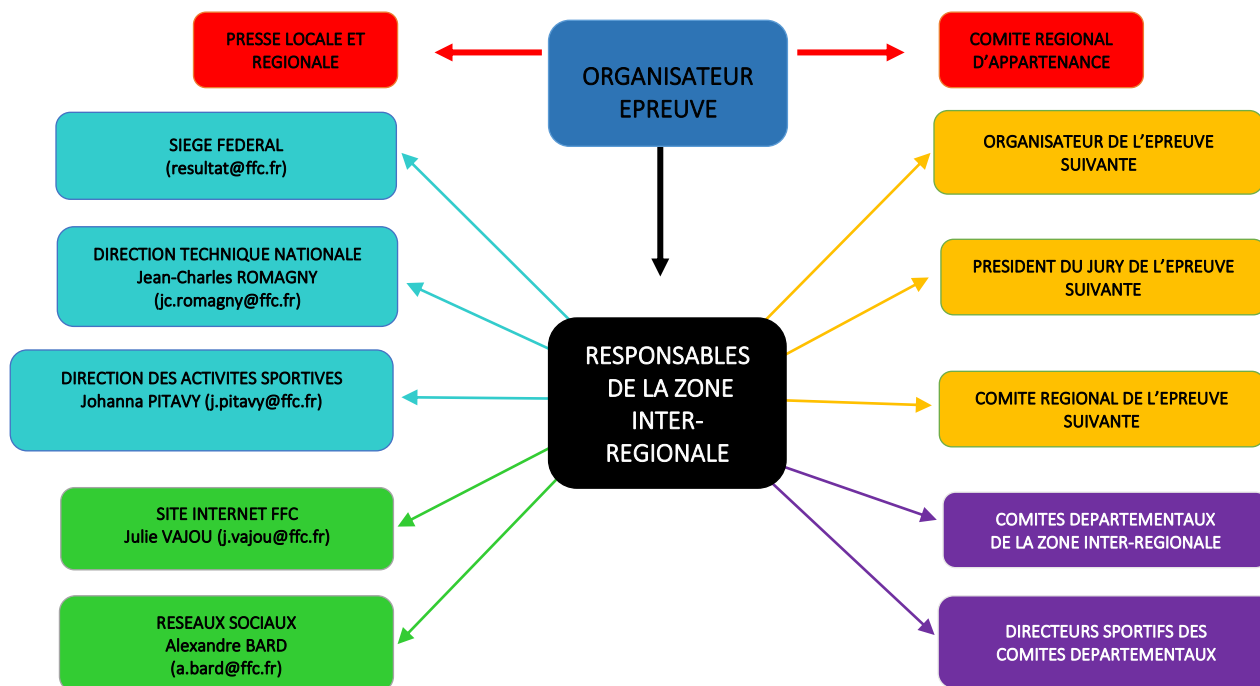 PRESSE LOCALE ET
REGIONALE
ORGANISATEUR
EPREUVE
COMITE REGIONAL
D'APPARTENANCE
SIEGE FEDERAL
(resultat@ffc.fr)
ORGANISATEUR DE L'EPREUVE
SUIVANTE
DIRECTION TECHNIQUE NATIONALE
Jean-Charles ROMAGNY
(jc.romagny@ffc.fr)
PRESIDENT DU JURY DE L'EPREUVE
SUIVANTE
RESPONSABLES
DE LA ZONE
INTER-
REGIONALE
DIRECTION DES ACTIVITES SPORTIVES
Johanna PITAVY (j.pitavy@ffc.fr)
COMITE REGIONAL DE L'EPREUVE
SUIVANTE
SITE INTERNET FFC
Julie VAJOU (j.vajou@ffc.fr)
COMITES DEPARTEMENTAUX
DE LA ZONE INTER-REGIONALE
RESEAUX SOCIAUX
Alexandre BARD
(a.bard@ffc.fr)
DIRECTEURS SPORTIFS DES
COMITES DEPARTEMENTAUX